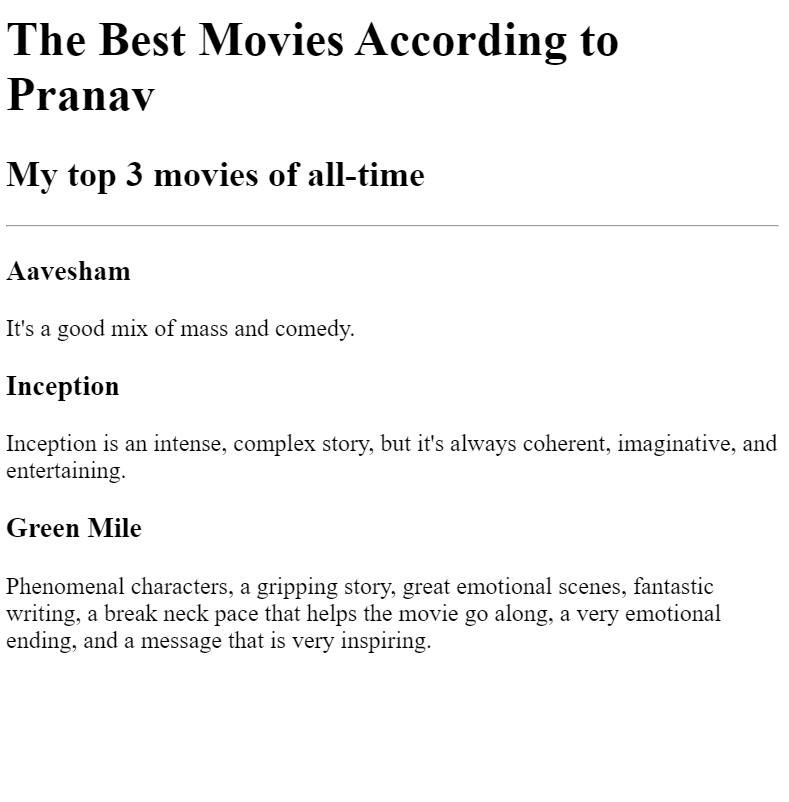 The Best Movies According to
Pranav
My top 3 movies of all-time
Aavesham
It's a good mix of mass and comedy.
Inception
Inception is an intense, complex story, but it's always coherent, imaginative, and
entertaining.
Green Mile
Phenomenal characters, a gripping story, great emotional scenes, fantastic
writing, a break neck pace that helps the movie go along, a very emotional
ending, and a message that is very inspiring.